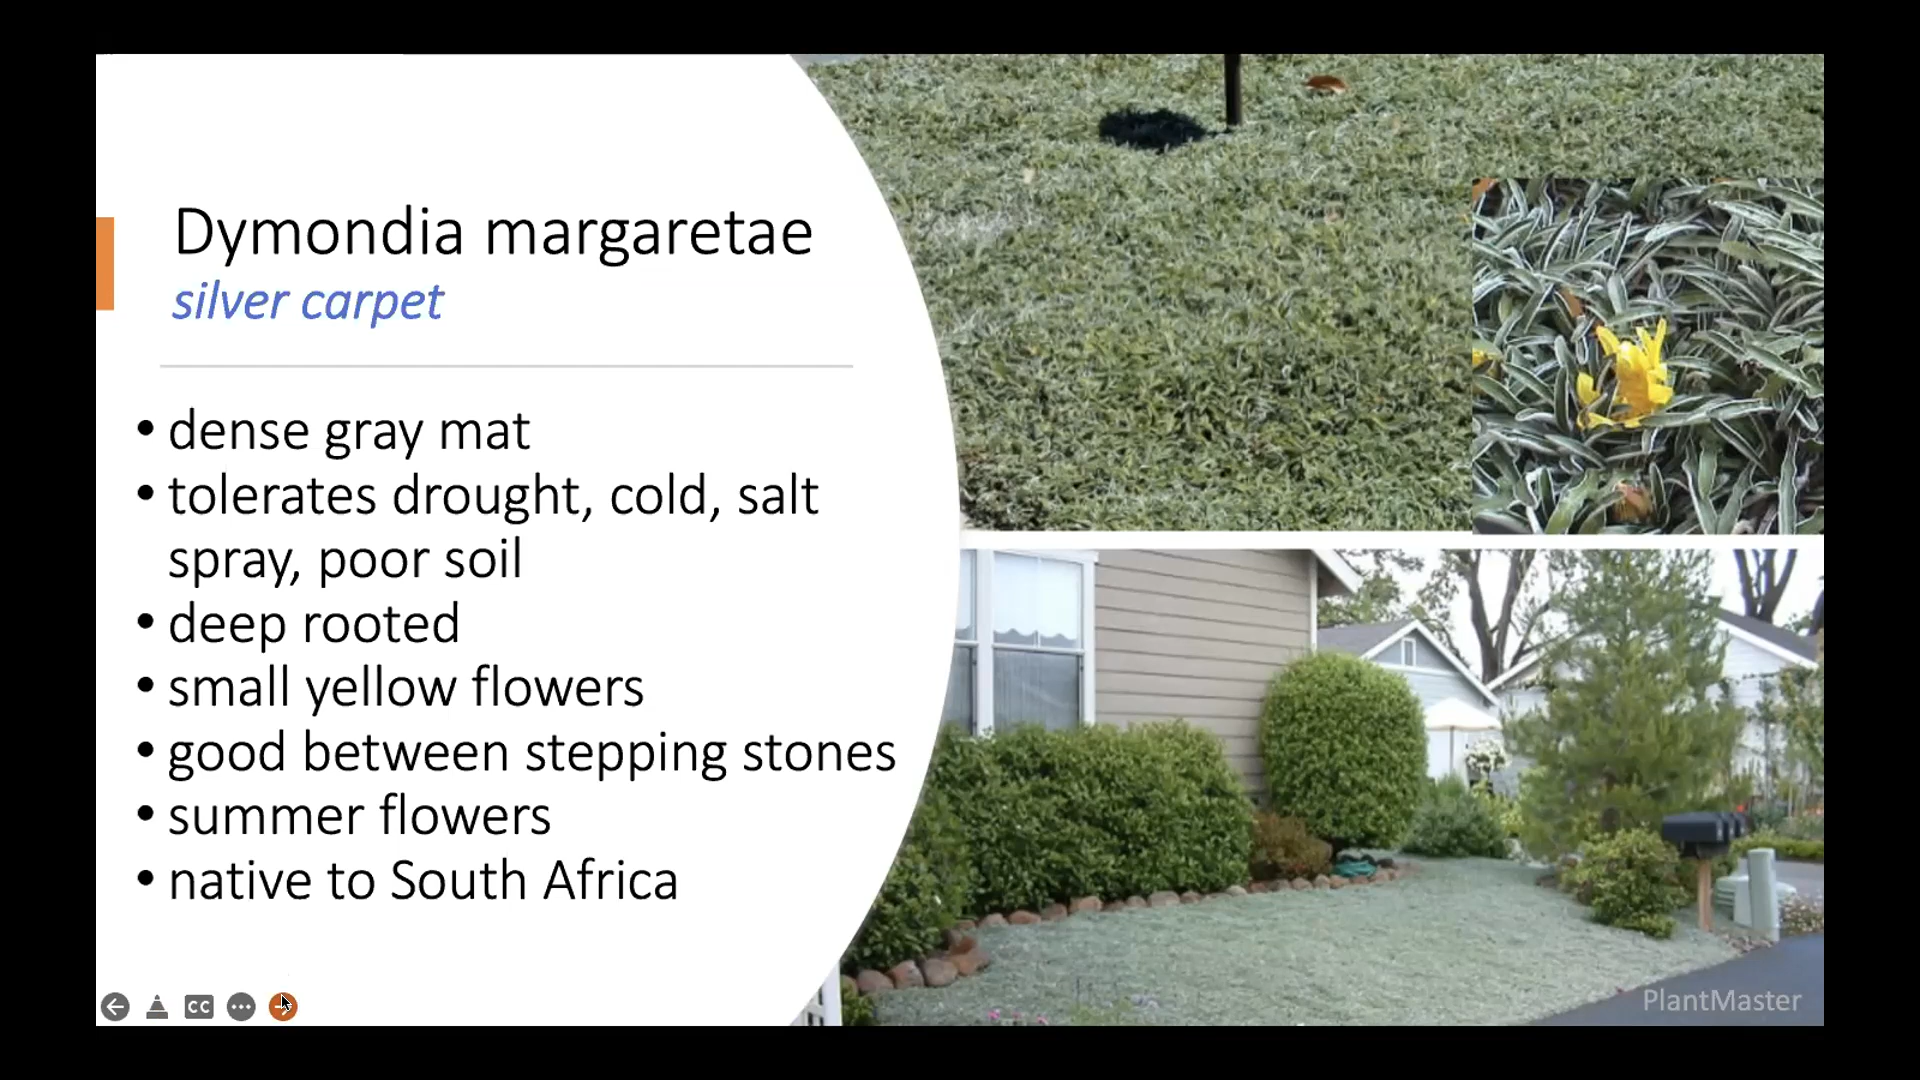 Dymondia margaretae
silver carpet
• dense gray mat
• tolerates drought, cold, salt
spray, poor soil
• deep rooted
• small yellow flowers
• good between stepping stones
• summer flowers
• native to South Africa
CC
PlantMaster